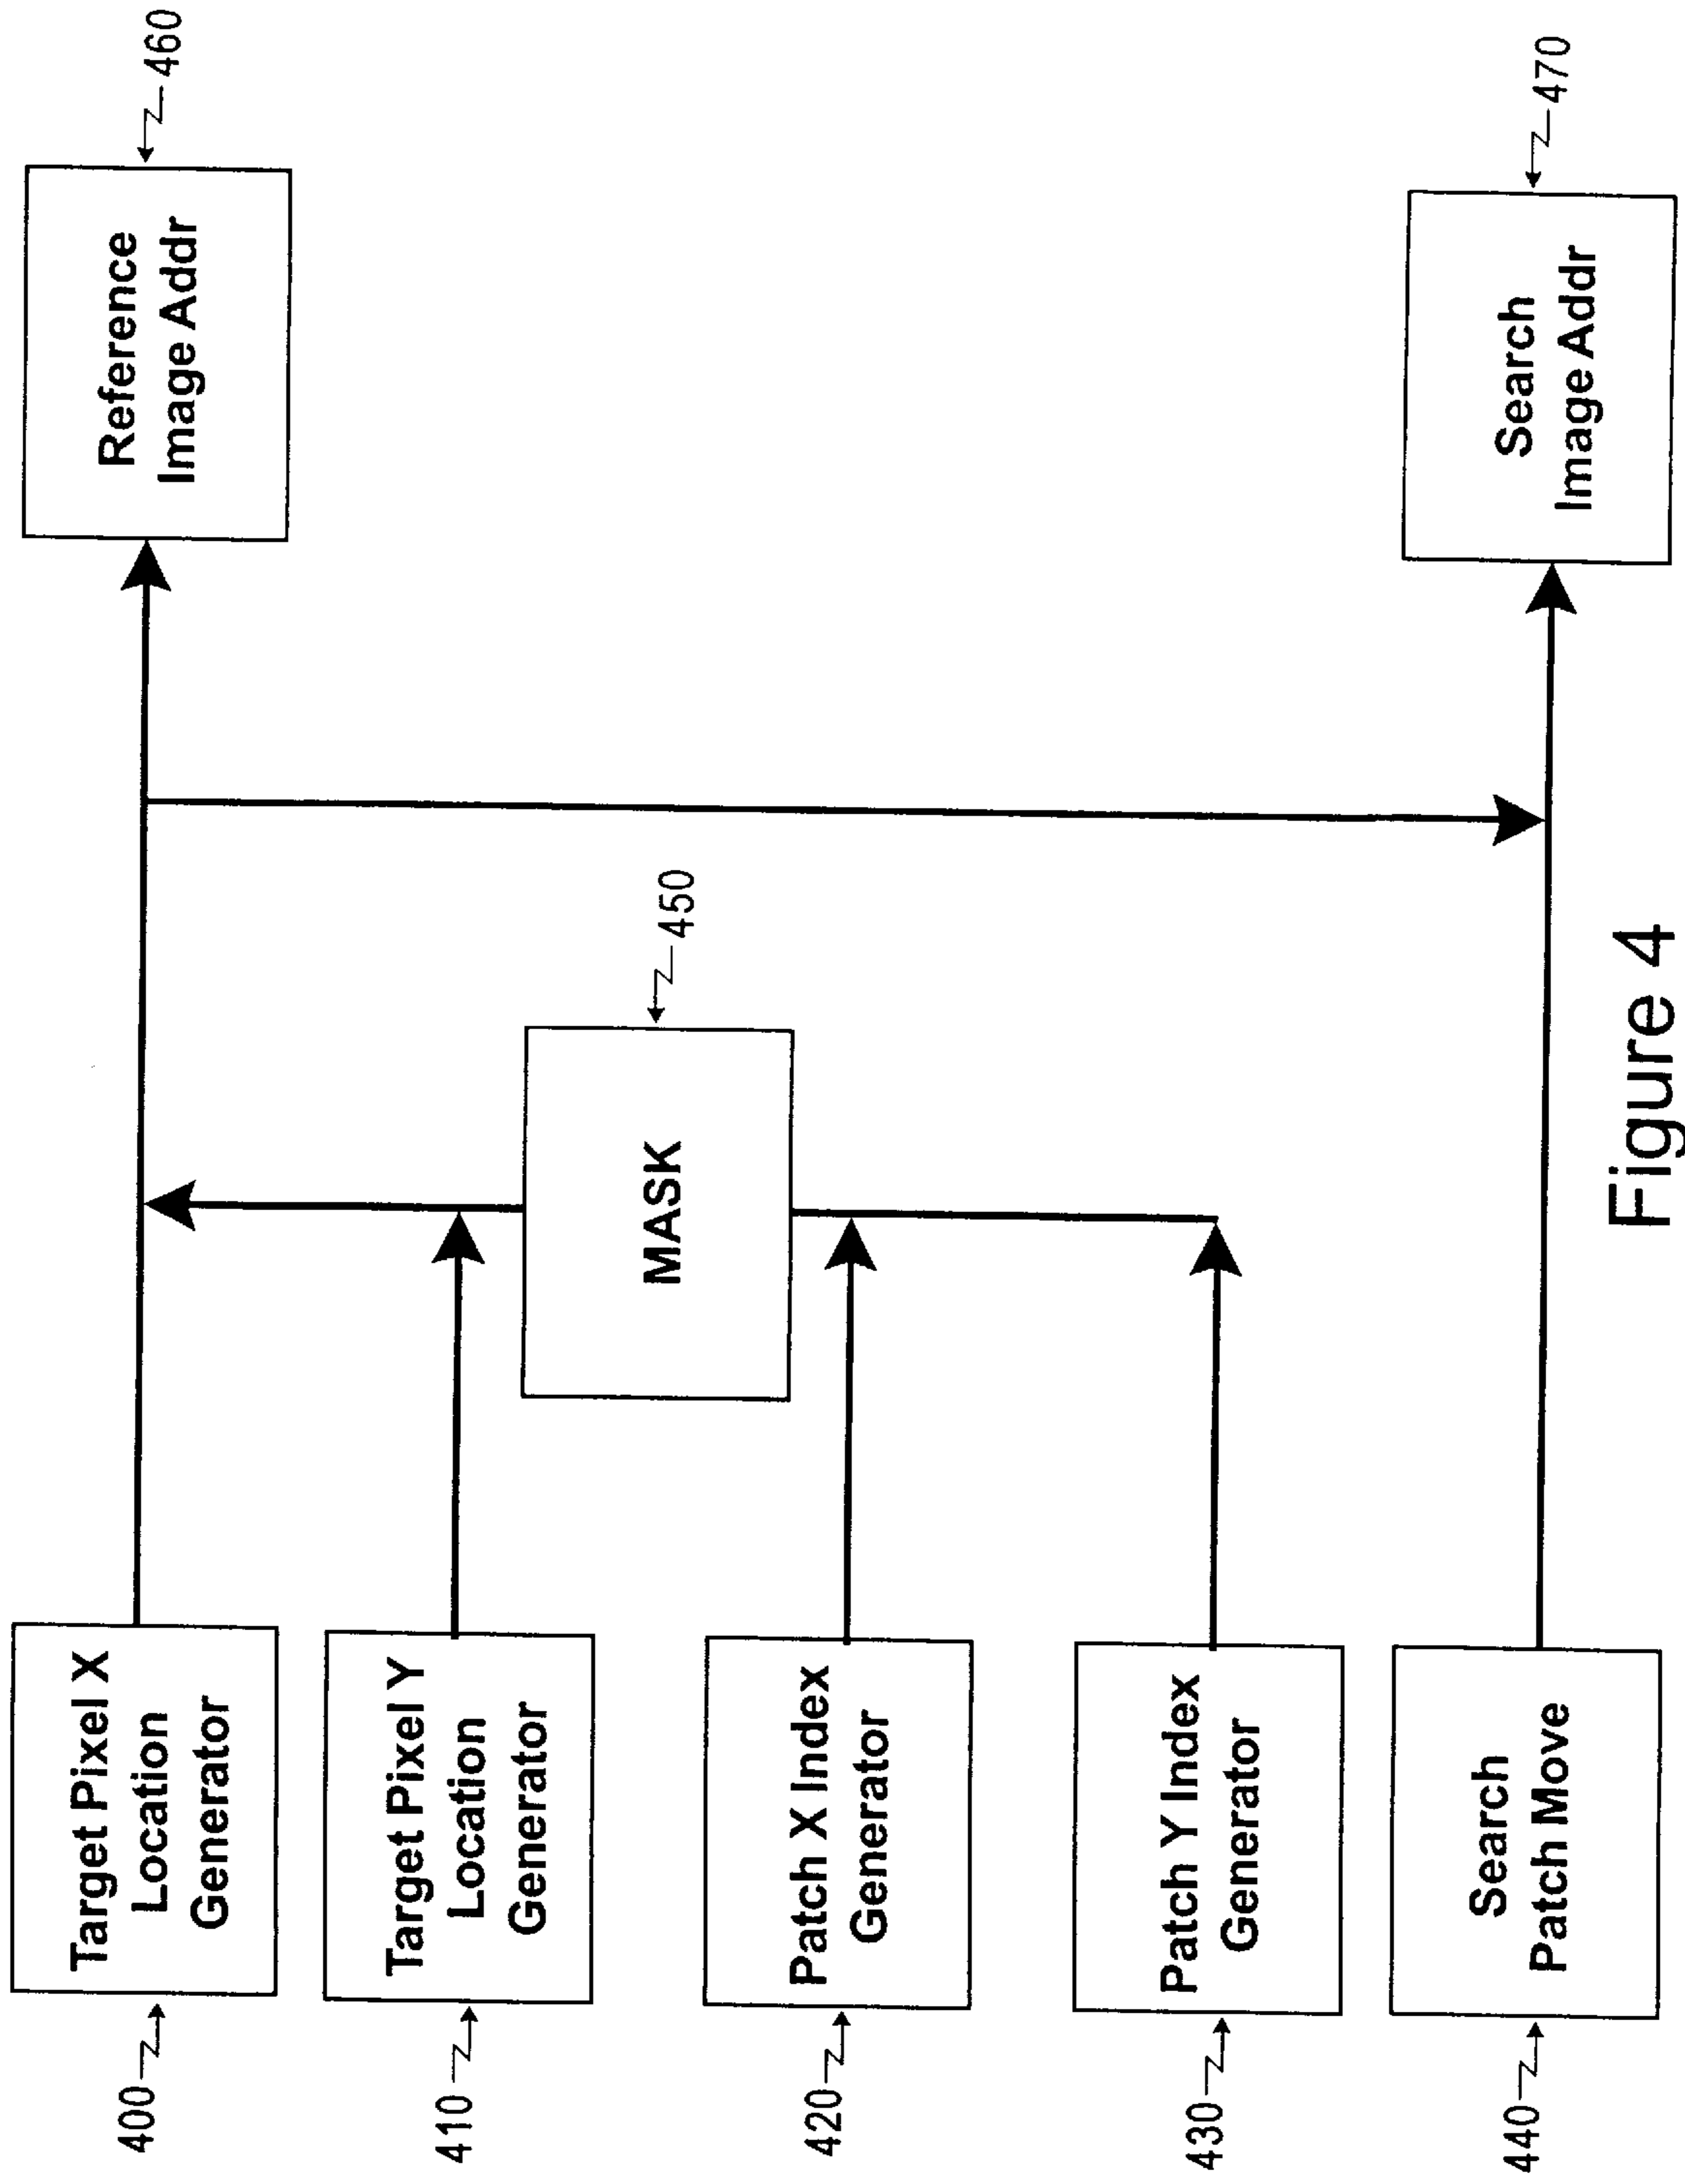 400
Target Pixel X
Location
Generator
410
Target Pixel Y
Location
Generator
420
Patch X Index
Generator
430
Patch Y Index
Generator
440
Search
Patch Move
MASK
450
Reference
Image Addr
460
Search
Image Addr
470
Figure 4